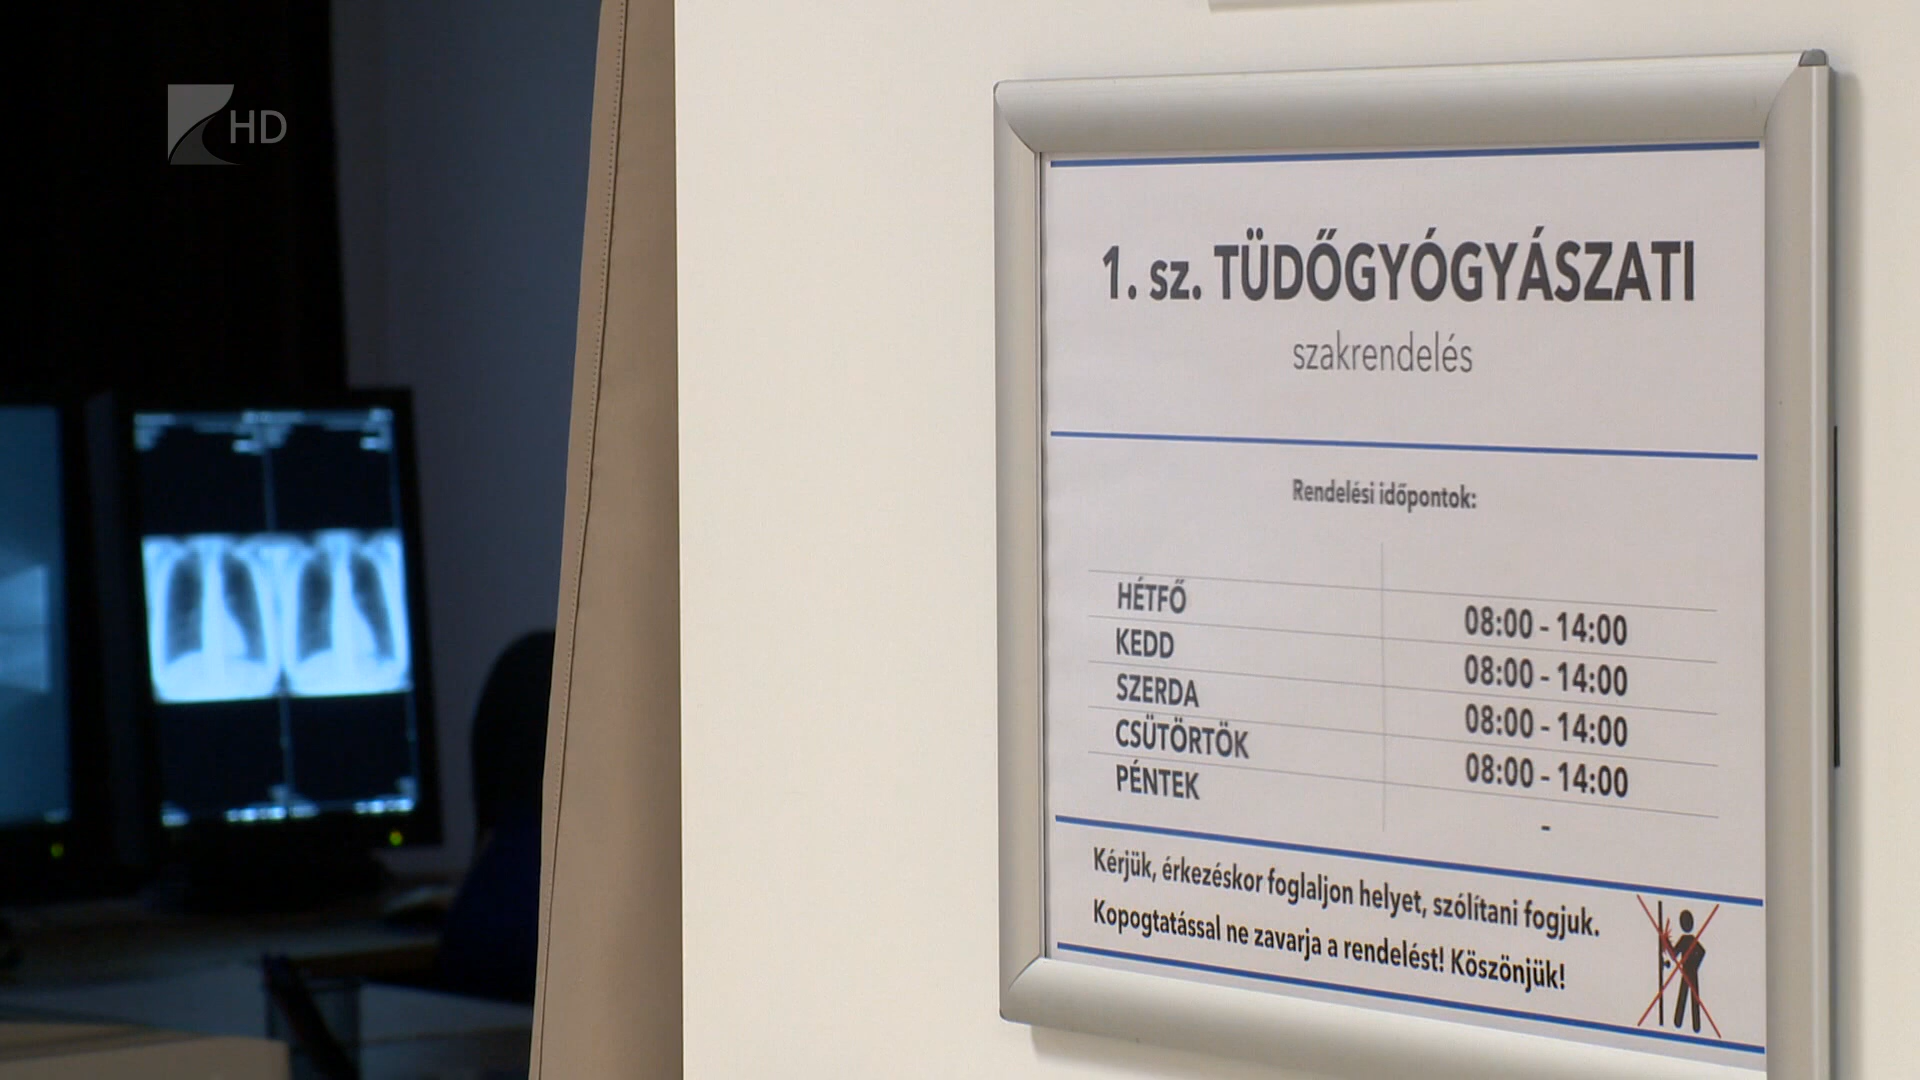 HD
1. sz. TÜDŐGYÓGYÁSZATI
szakrendelés
Rendelési időpontok:
HÉTFŐ 08:00 - 14:00
KEDD 08:00 - 14:00
SZERDA 08:00 - 14:00
CSÜTÖRTÖK 08:00 - 14:00
PÉNTEK -
Kérjük, érkezéskor foglaljon helyet, szólítani fogjuk.
Kopogtatással ne zavarja a rendelést! Köszönjük!